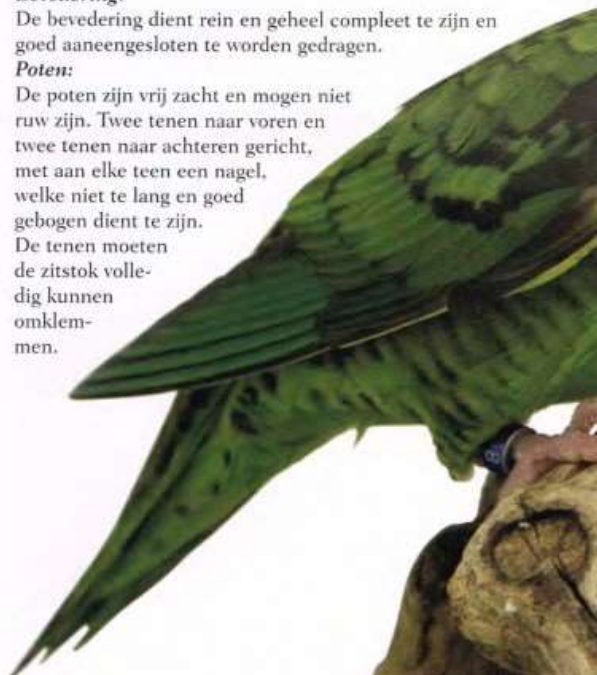 De bevedering dient rein en geheel compleet te zijn en
goed aaneengesloten te worden gedragen.
Poten:
De poten zijn vrij zacht en mogen niet
ruw zijn. Twee tenen naar voren en
twee tenen naar achteren gericht,
met aan elke teen een nagel,
welke niet te lang en goed
gebogen dient te zijn.
De tenen moeten
de zitstok volle-
dig kunnen
omklem-
men.